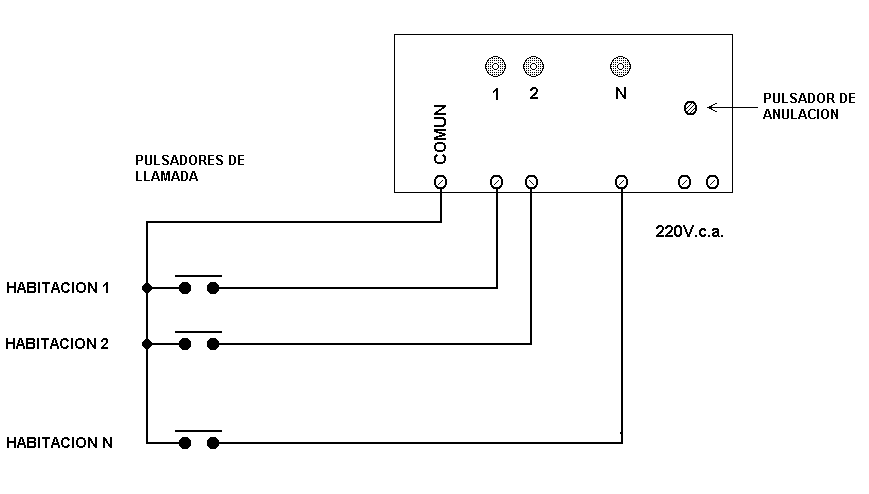 1
2
N
PULSADOR DE
ANULACION
COMUN
PULSADORES DE
LLAMADA
220V.c.a.
HABITACION 1
HABITACION 2
HABITACION N